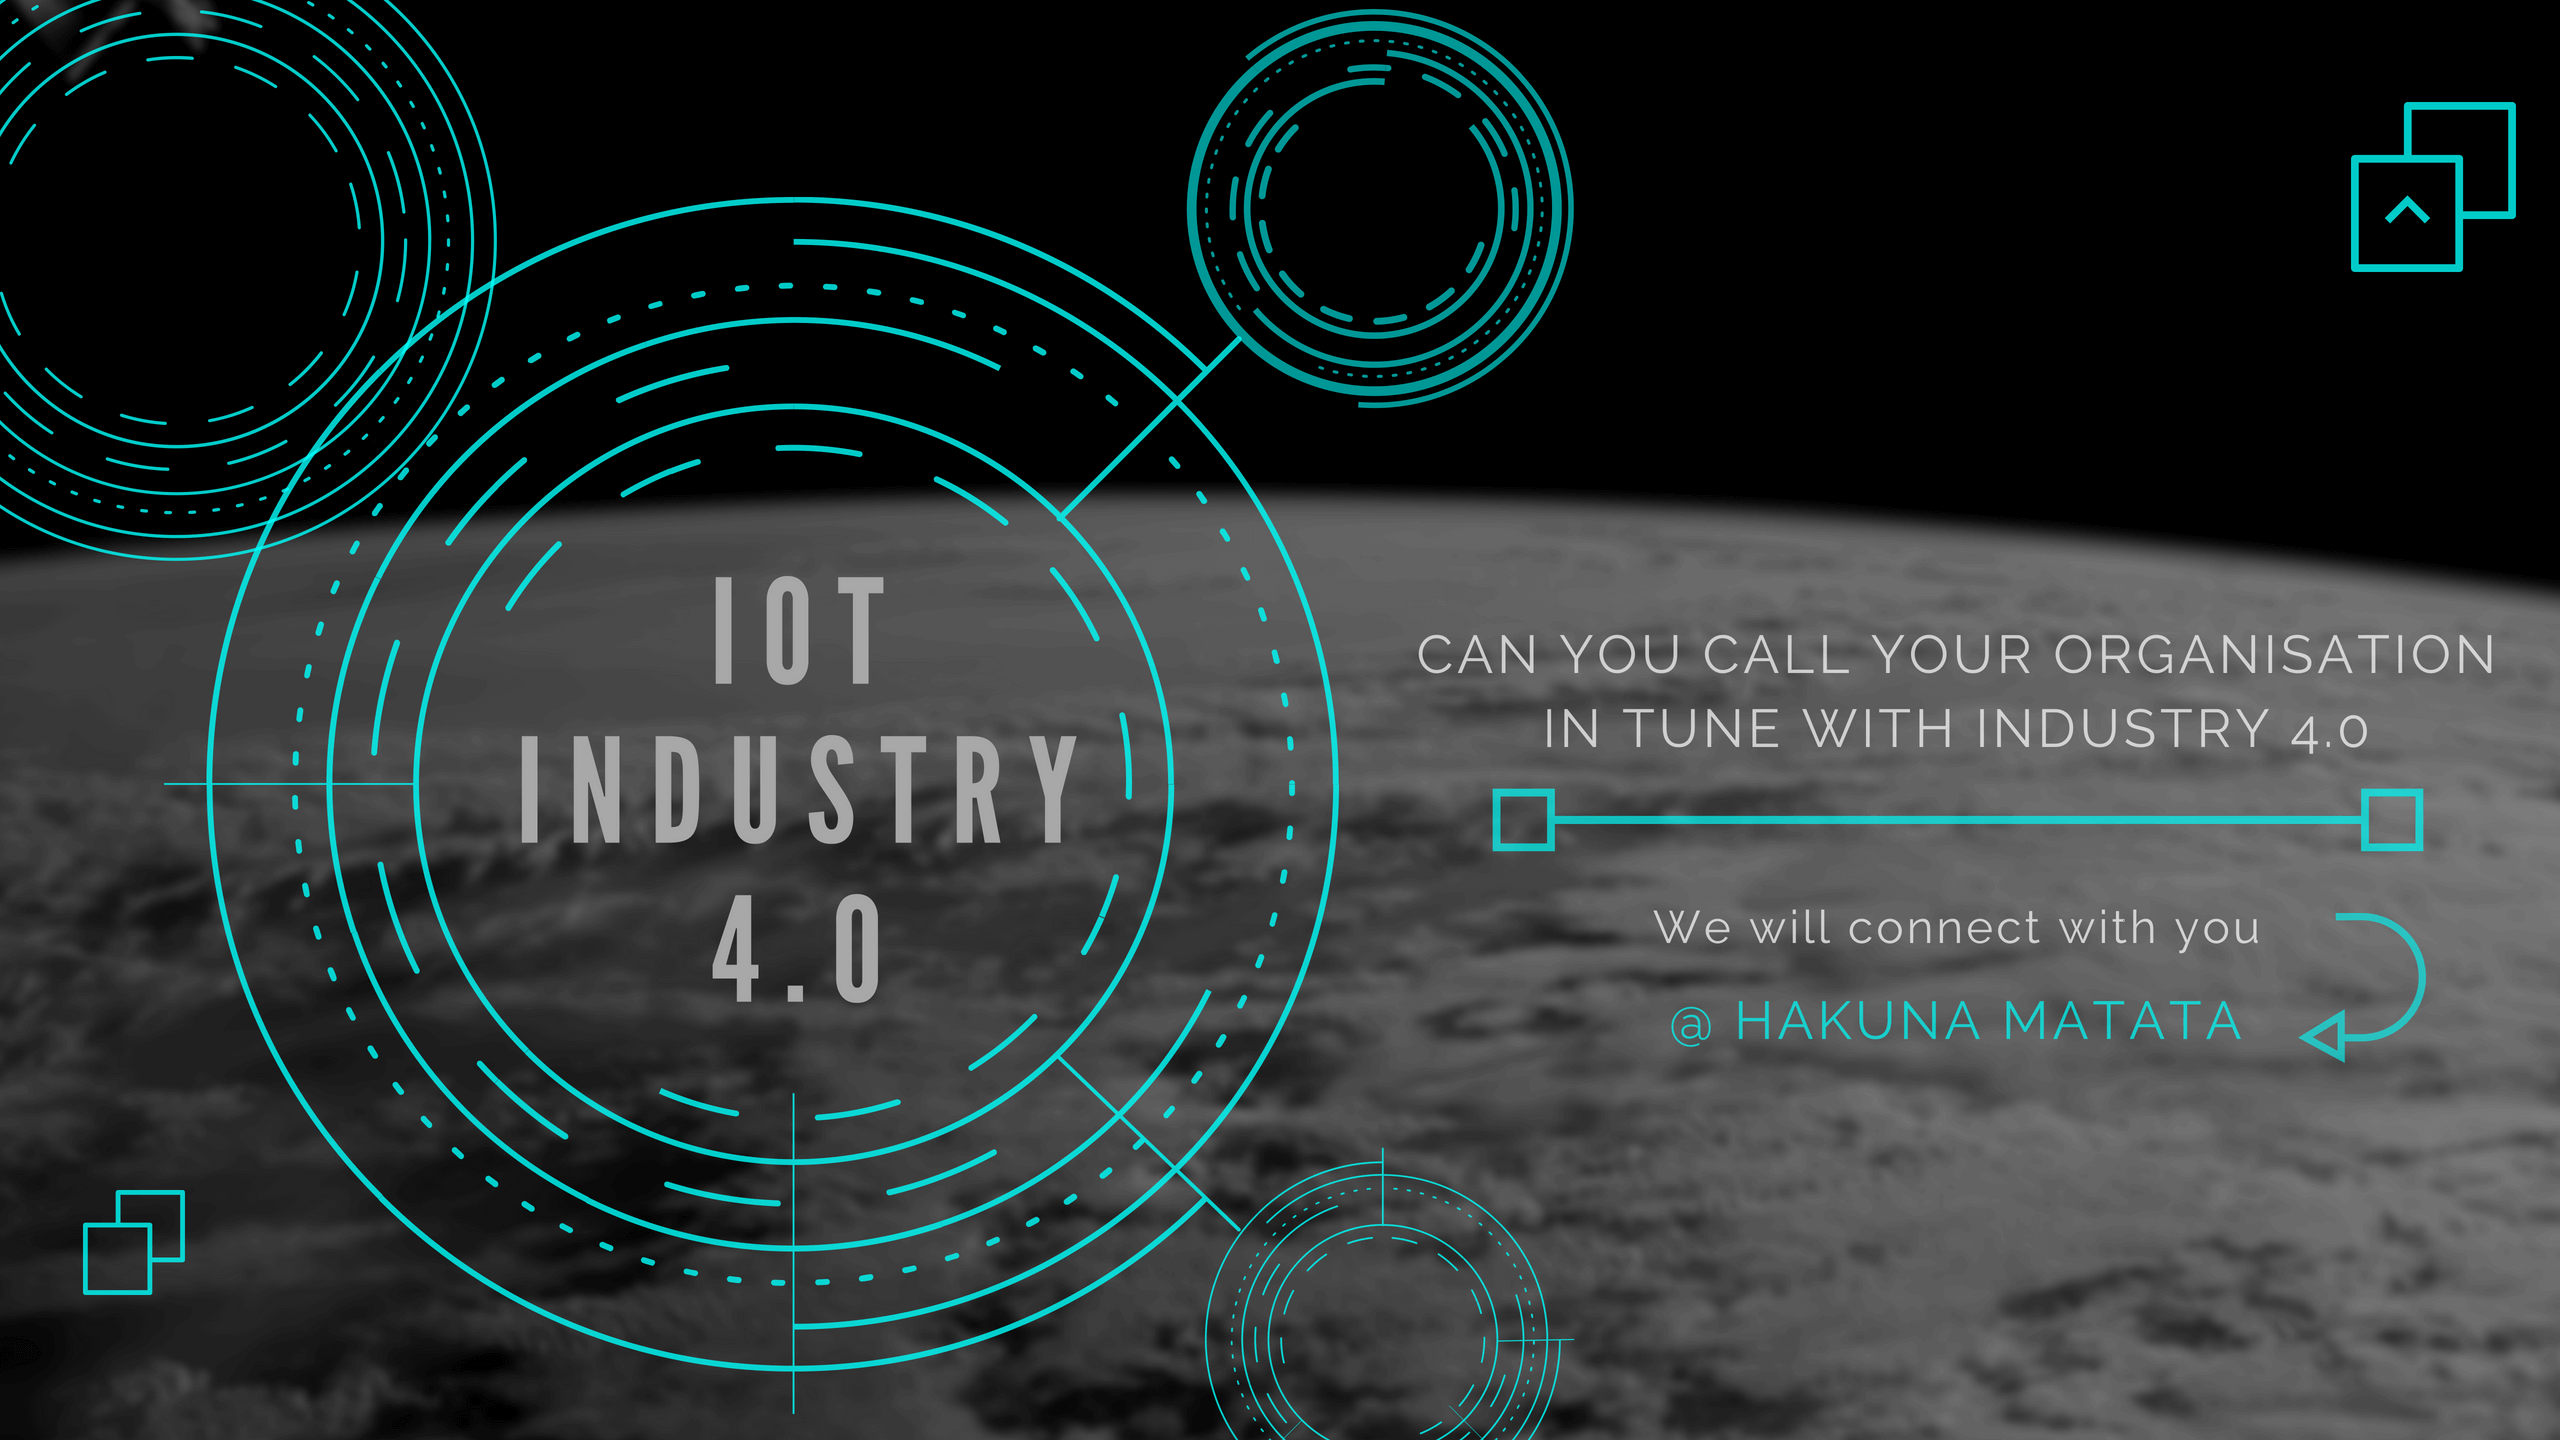 IOT
INDUSTRY
4.0
CAN YOU CALL YOUR ORGANISATION
IN TUNE WITH INDUSTRY 4.0
We will connect with you
@ HAKUNA MATATA